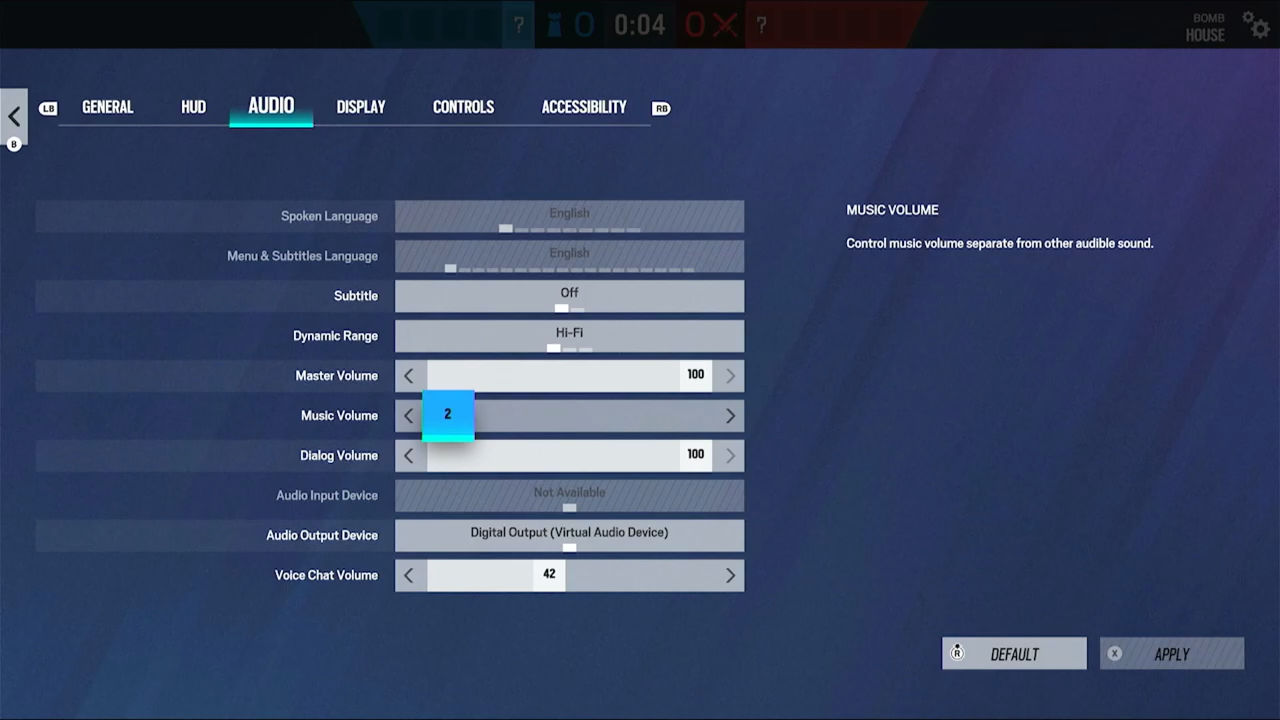 ? 0 0:04 0 ?
BOMB
HOUSE
LB GENERAL HUD AUDIO DISPLAY CONTROLS ACCESSIBILITY RB
B
Spoken Language English
MUSIC VOLUME
Menu & Subtitles Language English
Control music volume separate from other audible sound.
Subtitle Off
Dynamic Range Hi-Fi
Master Volume 100
Music Volume 2
Dialog Volume 100
Audio Input Device Not Available
Audio Output Device Digital Output (Virtual Audio Device)
Voice Chat Volume 42
R DEFAULT X APPLY